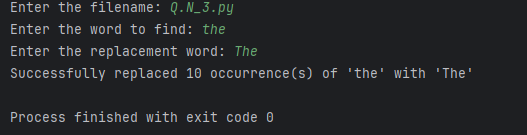 Enter the filename: Q.N_3.py
Enter the word to find: the
Enter the replacement word: The
Successfully replaced 10 occurrence(s) of 'the' with 'The'
Process finished with exit code 0